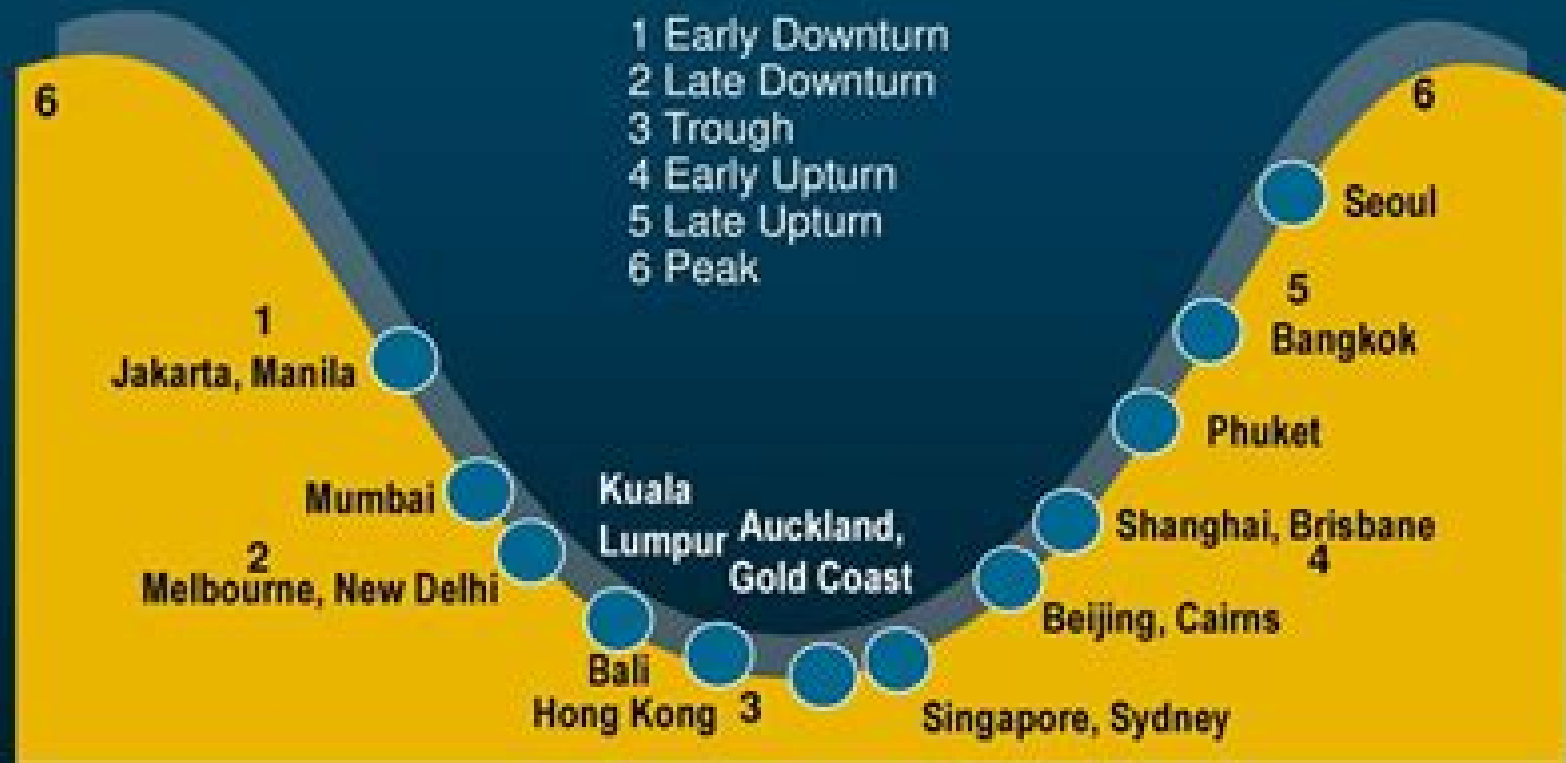 1 Early Downturn
2 Late Downturn
3 Trough
4 Early Upturn
5 Late Upturn
6 Peak
6
6
Seoul
1
5
Jakarta, Manila
Bangkok
Phuket
Mumbai
Kuala
Lumpur
Auckland,
Gold Coast
Shanghai, Brisbane
2
4
Melbourne, New Delhi
Beijing, Cairns
Bali
Hong Kong
3
Singapore, Sydney